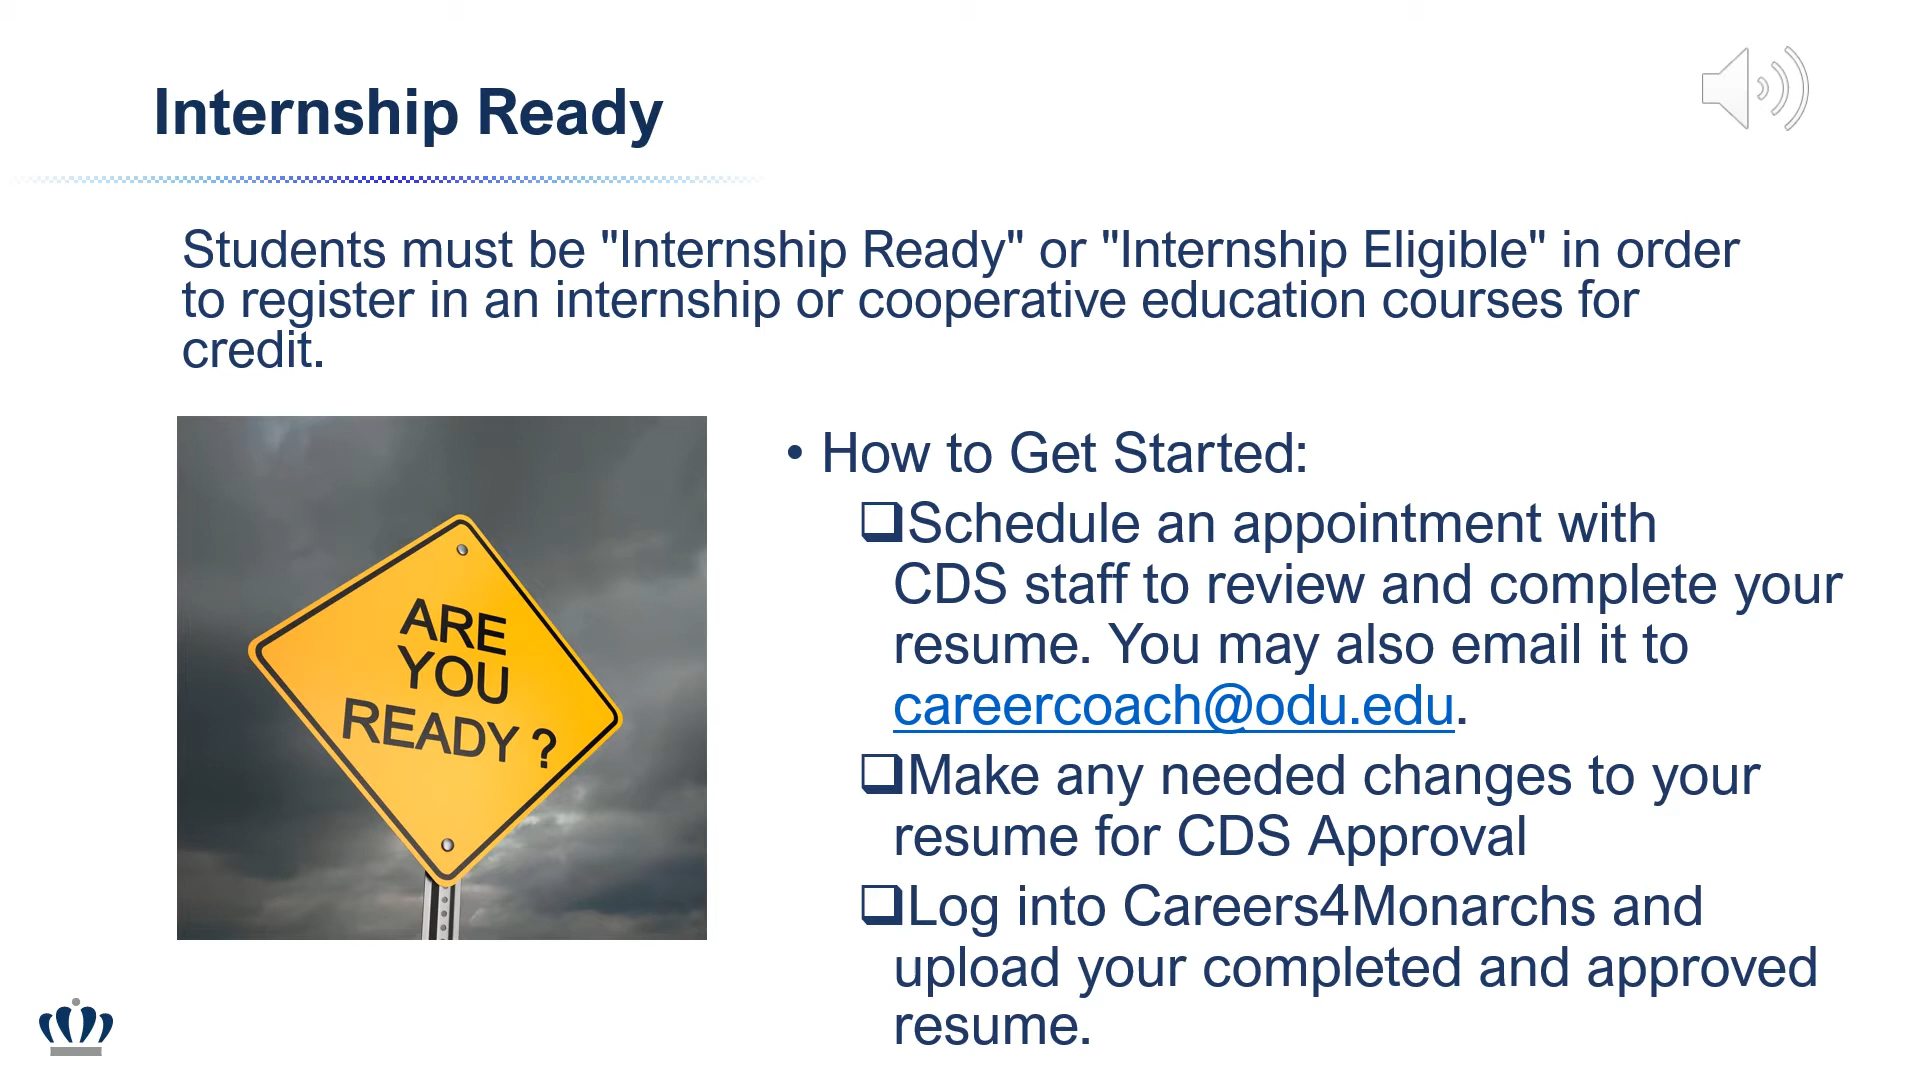 Internship Ready
Students must be "Internship Ready" or "Internship Eligible" in order
to register in an internship or cooperative education courses for
credit.
ARE
YOU
READY ?
• How to Get Started:
❑Schedule an appointment with
CDS staff to review and complete your
resume. You may also email it to
careercoach@odu.edu.
❑Make any needed changes to your
resume for CDS Approval
❑Log into Careers4Monarchs and
upload your completed and approved
resume.